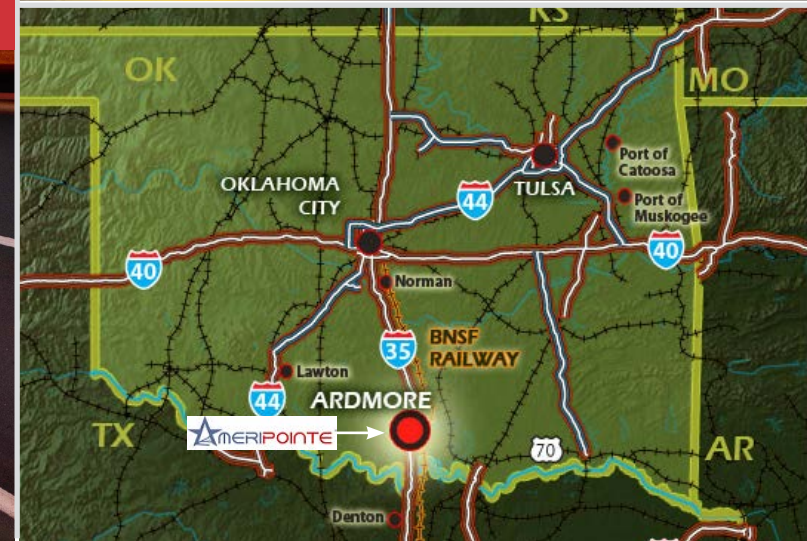 KS
OK
MO
Port of
Catoosa
OKLAHOMA
CITY
44
TULSA
Port of
Muskogee
40
40
Norman
35
BNSF
RAILWAY
Lawton
44
ARDMORE
TX
AMERIPOINTE
70
AR
Denton